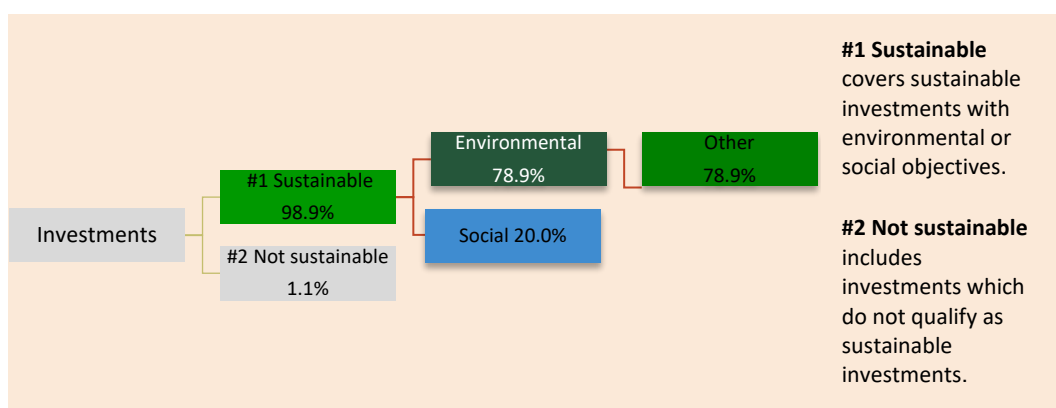 Investments
#1 Sustainable
98.9%
#2 Not sustainable
1.1%
Environmental
78.9%
Social 20.0%
Other
78.9%
#1 Sustainable
covers sustainable
investments with
environmental or
social objectives.
#2 Not sustainable
includes
investments which
do not qualify as
sustainable
investments.